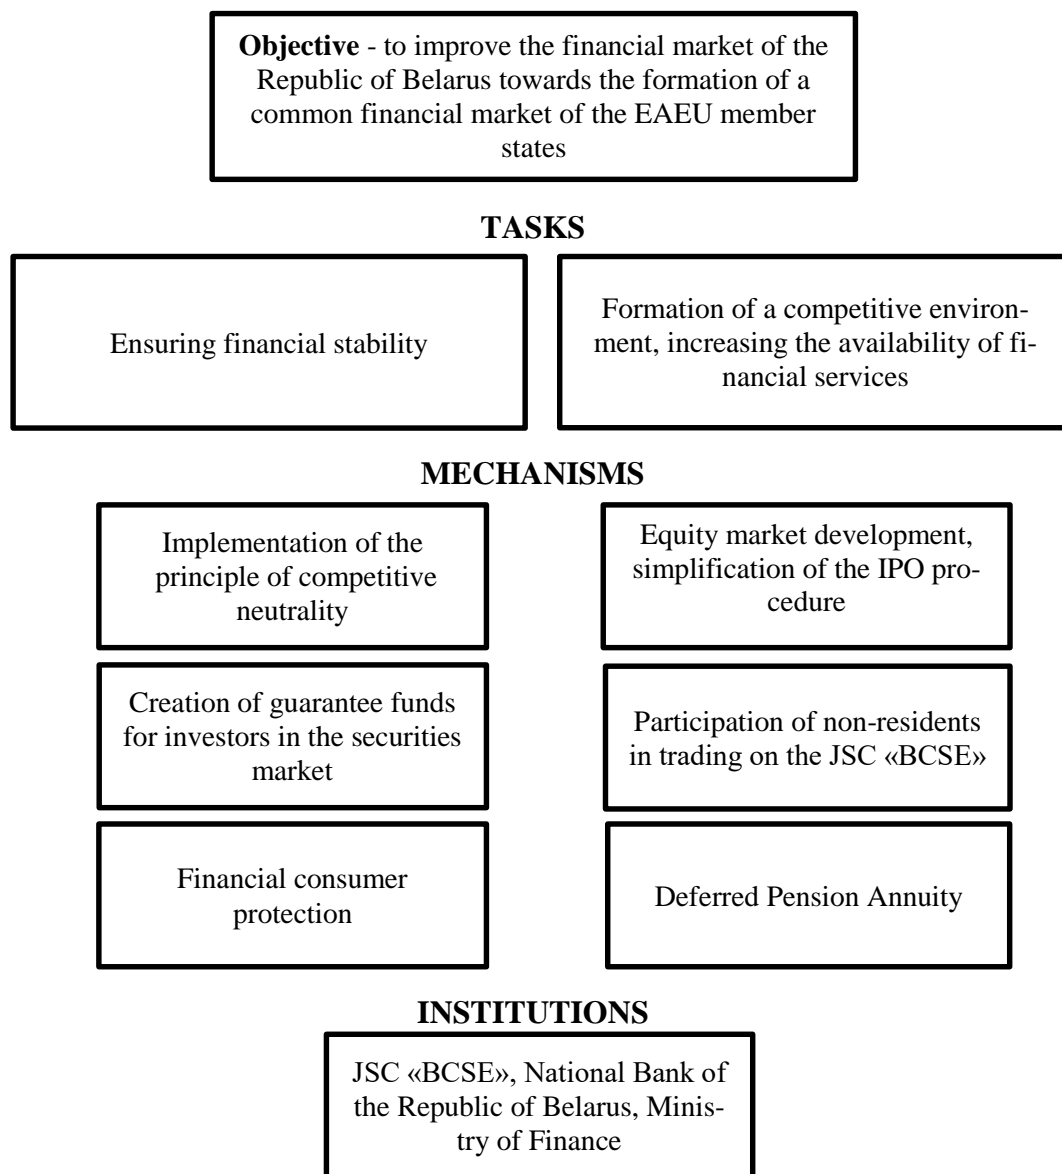 Objective - to improve the financial market of the
Republic of Belarus towards the formation of a
common financial market of the EAEU member
states
TASKS
Ensuring financial stability
Formation of a competitive environ-
ment, increasing the availability of fi-
nancial services
MECHANISMS
Implementation of the
principle of competitive
neutrality
Equity market development,
simplification of the IPO pro-
cedure
Creation of guarantee funds
for investors in the securities
market
Participation of non-residents
in trading on the JSC «BCSE»
Financial consumer
protection
Deferred Pension Annuity
INSTITUTIONS
JSC «BCSE», National Bank of
the Republic of Belarus, Minis-
try of Finance